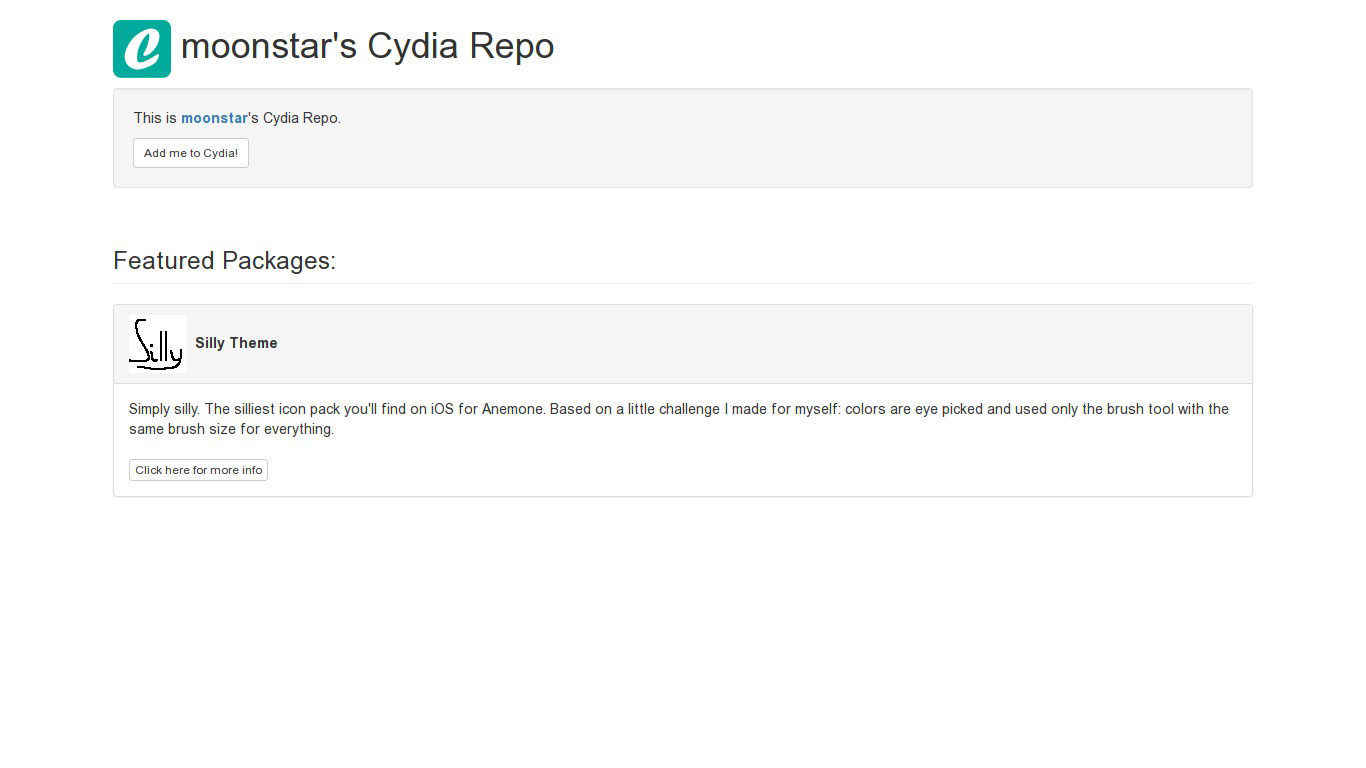 C moonstar's Cydia Repo
This is moonstar's Cydia Repo.
Add me to Cydia!
Featured Packages:
Silly Silly Theme
Simply silly. The silliest icon pack you'll find on iOS for Anemone. Based on a little challenge I made for myself: colors are eye picked and used only the brush tool with the
same brush size for everything.
Click here for more info